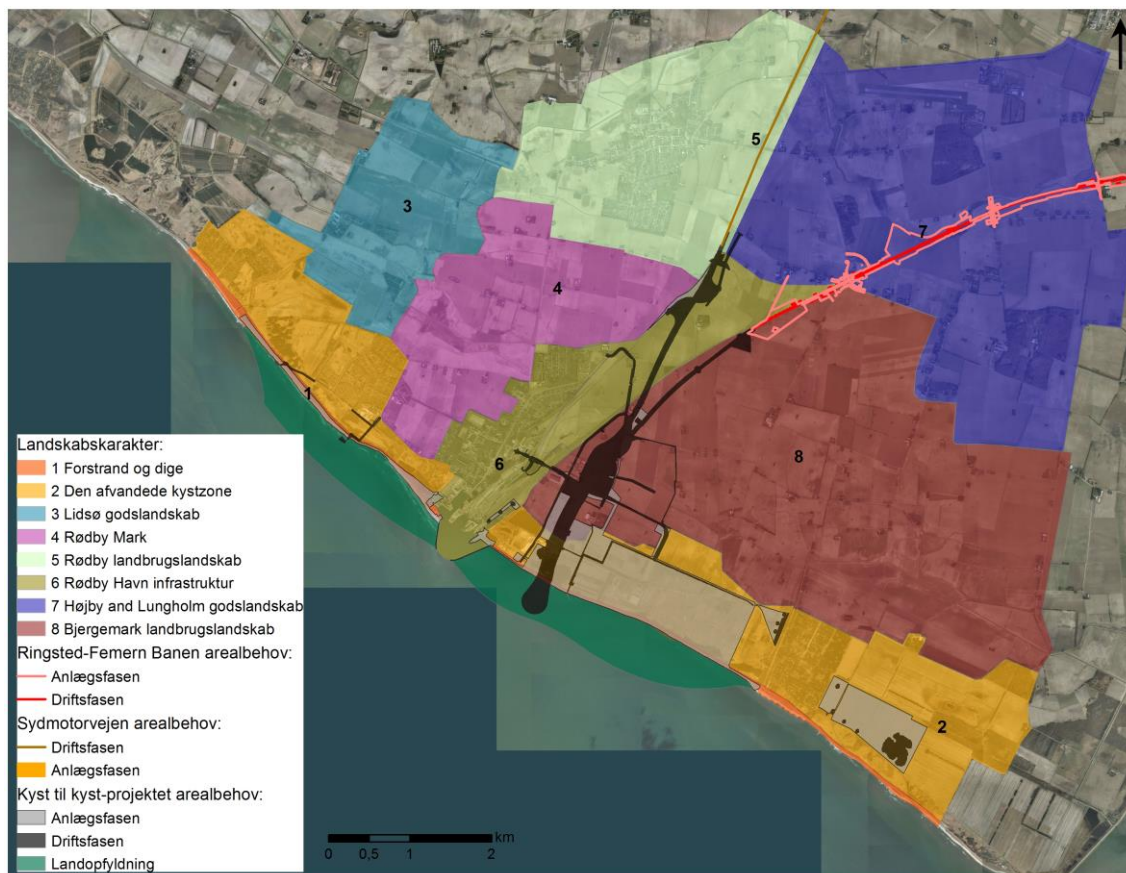 5
3
7
4
1
6
8
2
Landskabskarakter:
1 Forstrand og dige
2 Den afvandede kystzone
3 Lidsø godslandskab
4 Rødby Mark
5 Rødby landbrugslandskab
6 Rødby Havn infrastruktur
7 Højby and Lungholm godslandskab
8 Bjergemark landbrugslandskab
Ringsted-Femern Banen arealbehov:
Anlægsfasen
Driftsfasen
Sydmotorvejen arealbehov:
Driftsfasen
Anlægsfasen
Kyst til kyst-projektet arealbehov:
Anlægsfasen
Driftsfasen
Landopfyldning
km
0 0,5 1 2